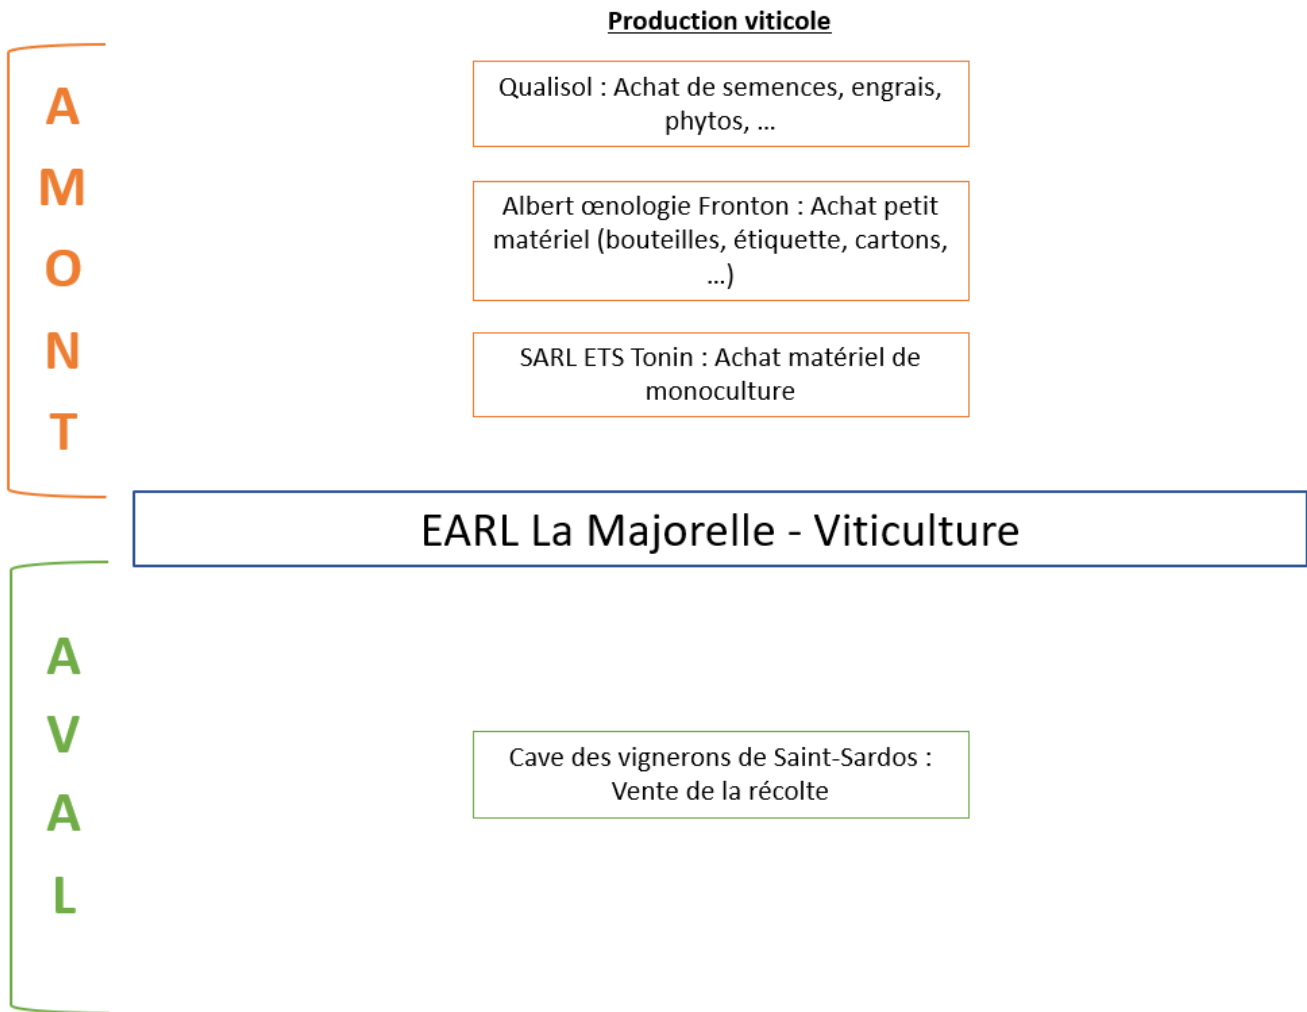 Production viticole
A
M
O
N
T
Qualisol : Achat de semences, engrais,
phytos, ...
Albert œnologie Fronton : Achat petit
matériel (bouteilles, étiquette, cartons,
...)
SARL ETS Tonin : Achat matériel de
monoculture
EARL La Majorelle - Viticulture
A
V
A
L
Cave des vignerons de Saint-Sardos :
Vente de la récolte